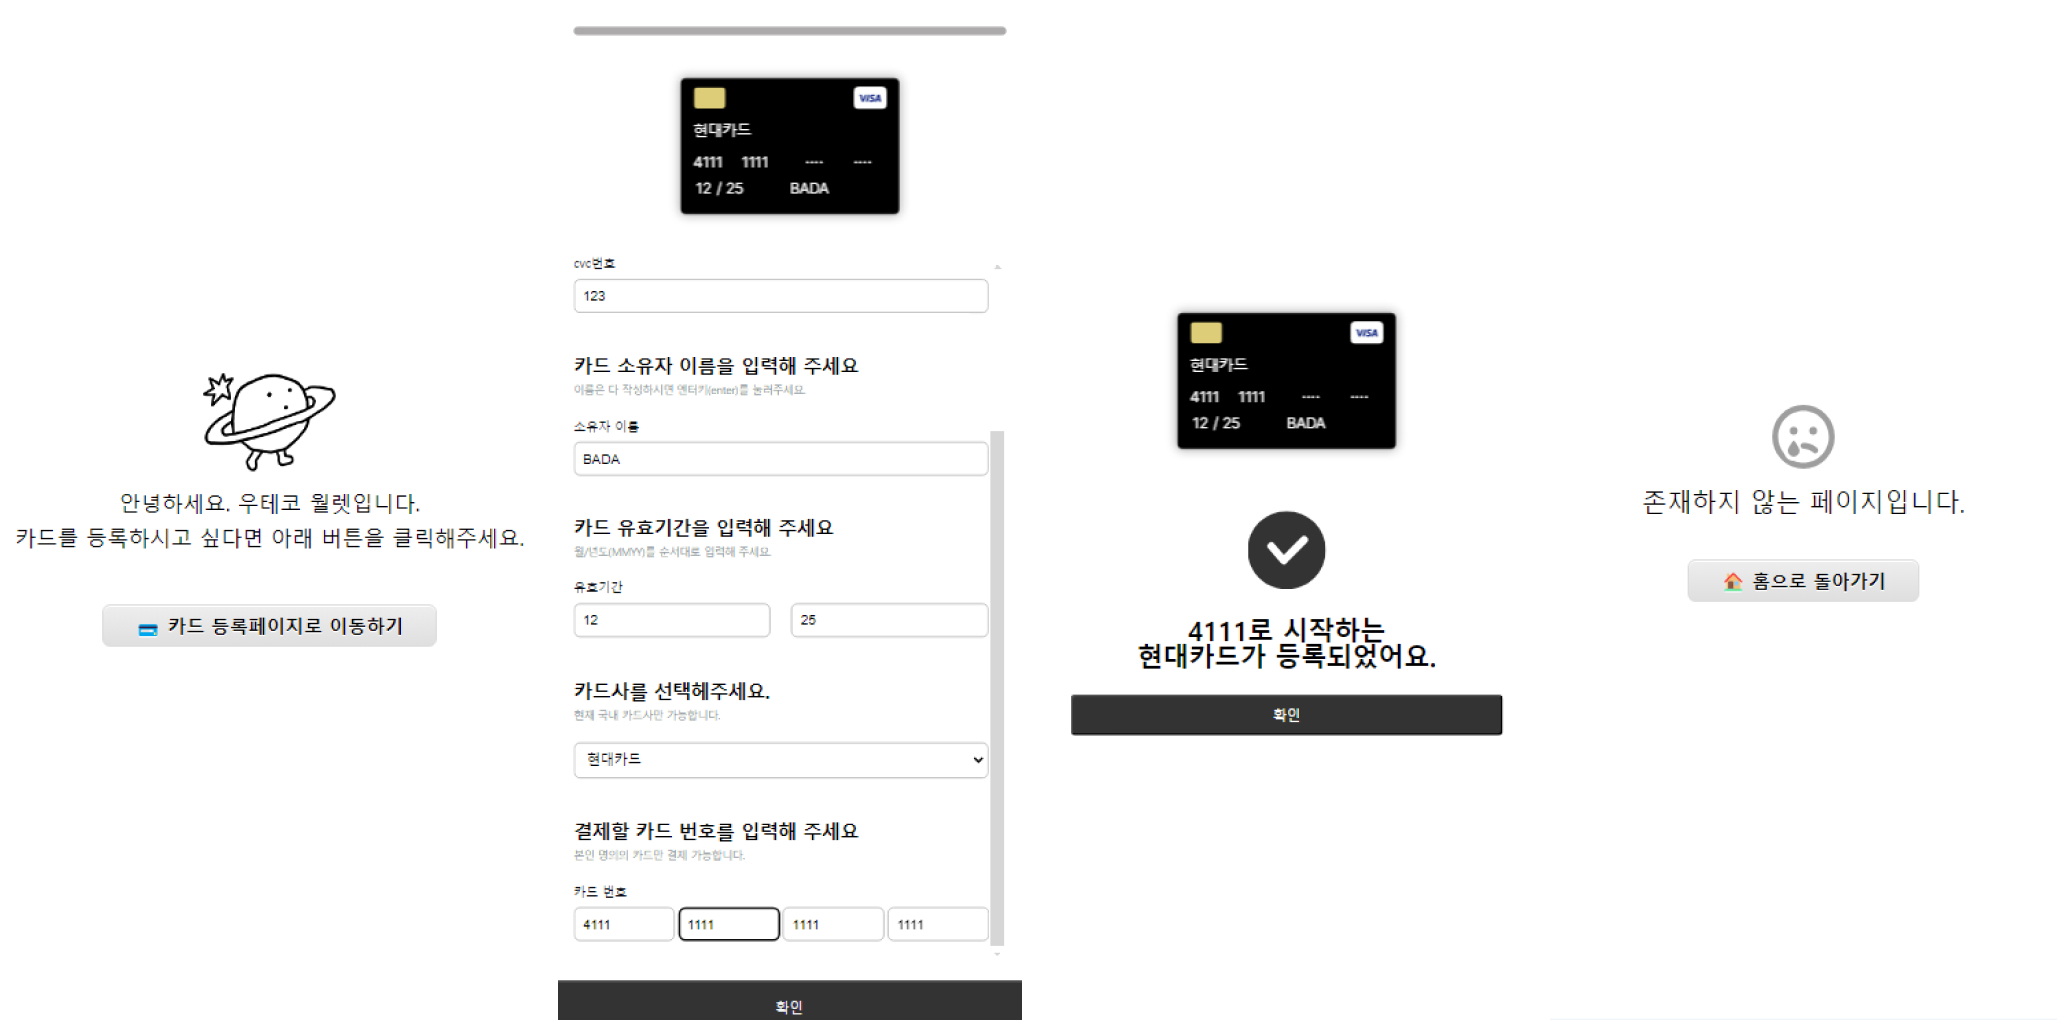 안녕하세요. 우테코 월렛입니다.
카드를 등록하시고 싶다면 아래 버튼을 클릭해주세요.
카드 등록페이지로 이동하기
VISA
현대카드
4111 1111 ---- ----
12 / 25 BADA
cvc번호
123
카드 소유자 이름을 입력해 주세요
이름은 다 작성하시면 엔터키(enter)를 눌러주세요.
소유자 이름
BADA
카드 유효기간을 입력해 주세요
월/년도(MMYY)를 순서대로 입력해 주세요.
유효기간
12 25
카드사를 선택헤주세요.
현재 국내 카드사만 가능합니다.
현대카드
결제할 카드 번호를 입력해 주세요
본인 명의의 카드만 결제 가능합니다.
카드 번호
4111 1111 1111 1111
확인
VISA
현대카드
4111 1111 ---- ----
12 / 25 BADA
4111로 시작하는
현대카드가 등록되었어요.
확인
존재하지 않는 페이지입니다.
홈으로 돌아가기